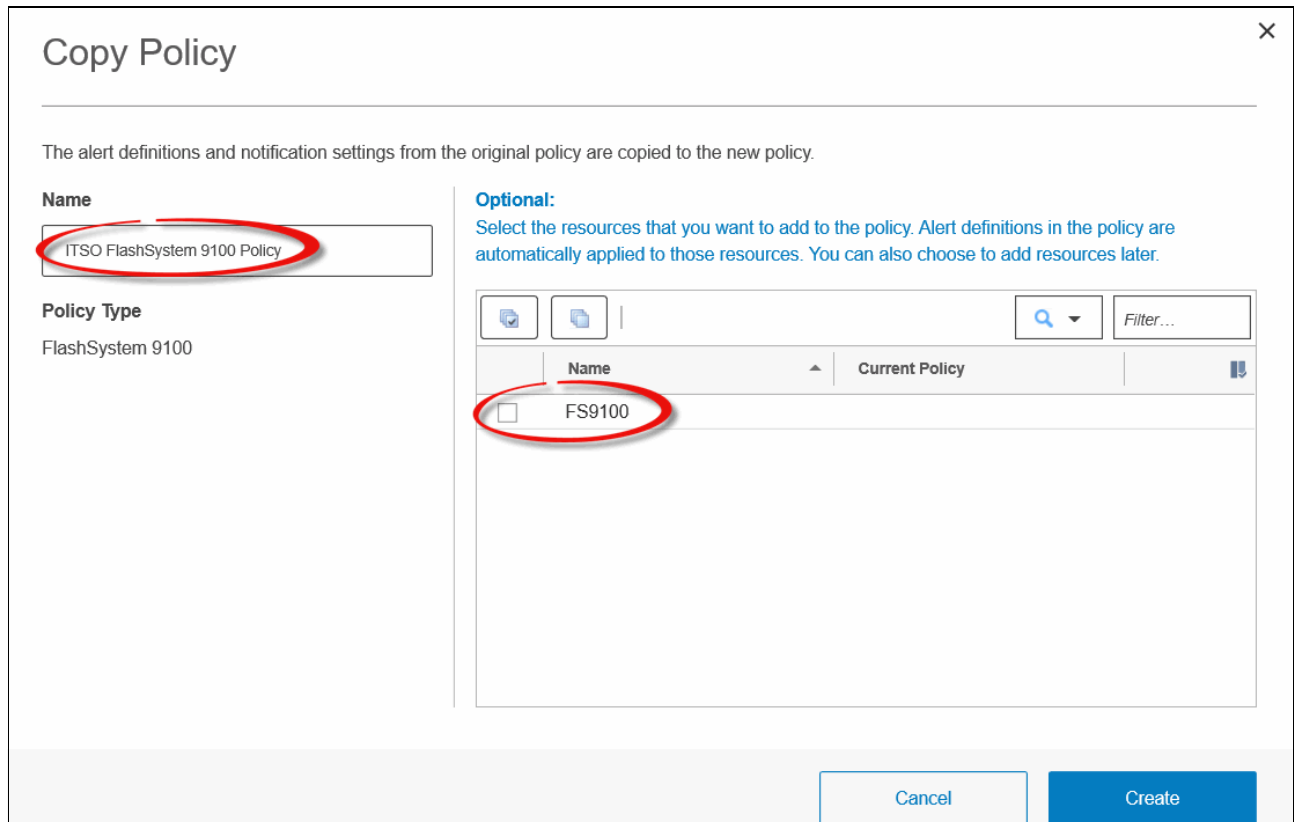 Copy Policy
The alert definitions and notification settings from the original policy are copied to the new policy.
Name
ITSO FlashSystem 9100 Policy
Policy Type
FlashSystem 9100
Optional:
Select the resources that you want to add to the policy. Alert definitions in the policy are
automatically applied to those resources. You can also choose to add resources later.
Filter...
Name Current Policy
FS9100
Cancel Create